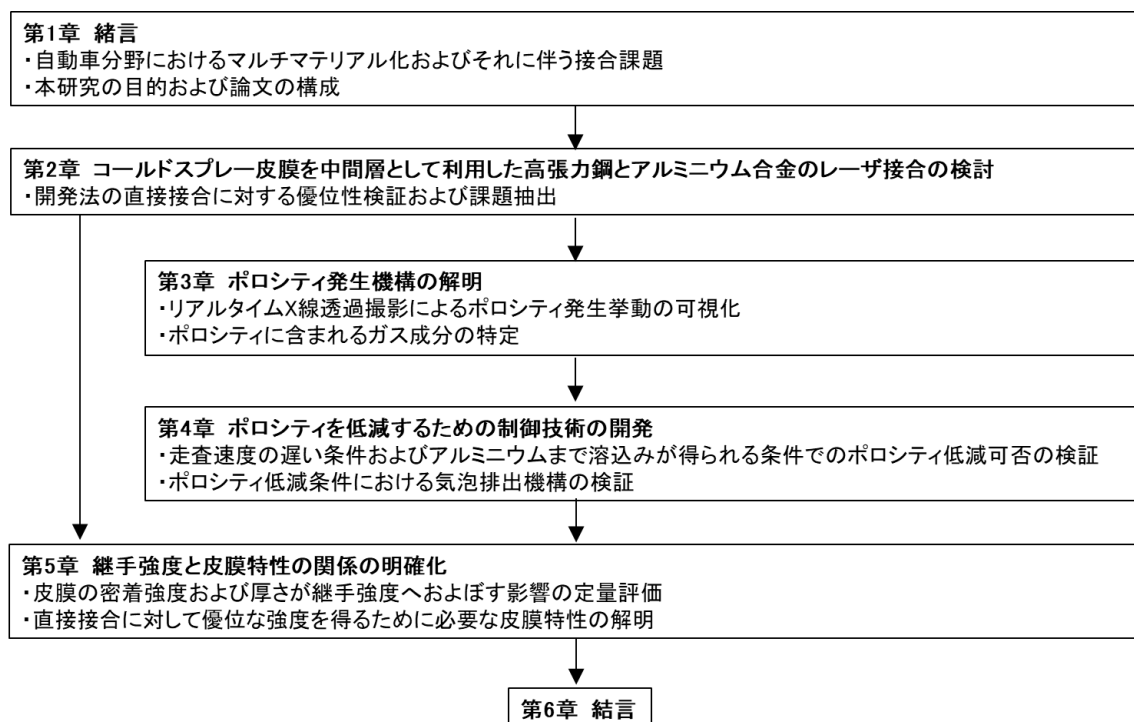 第1章 緒言
・自動車分野におけるマルチマテリアル化およびそれに伴う接合課題
・本研究の目的および論文の構成
第2章 コールドスプレー皮膜を中間層として利用した高張力鋼とアルミニウム合金のレーザ接合の検討
・開発法の直接接合に対する優位性検証および課題抽出
第3章 ポロシティ発生機構の解明
・リアルタイムX線透過撮影によるポロシティ発生挙動の可視化
・ポロシティに含まれるガス成分の特定
第4章 ポロシティを低減するための制御技術の開発
・走査速度の遅い条件およびアルミニウムまで溶込みが得られる条件でのポロシティ低減可否の検証
・ポロシティ低減条件における気泡排出機構の検証
第5章 継手強度と皮膜特性の関係の明確化
・皮膜の密着強度および厚さが継手強度へおよぼす影響の定量評価
・直接接合に対して優位な強度を得るために必要な皮膜特性の解明
第6章 結言